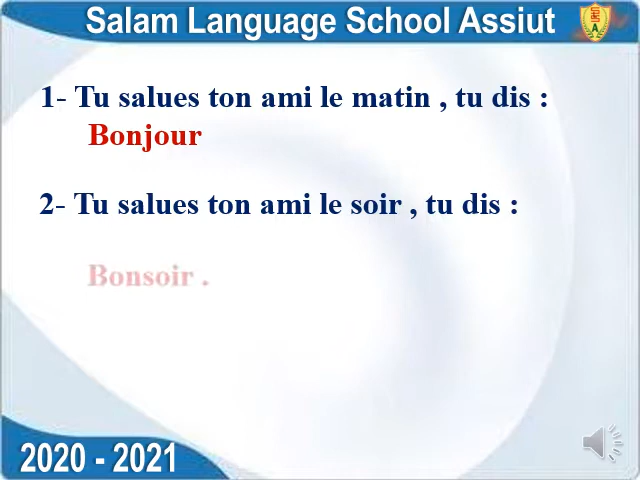 Salam Language School Assiut
1- Tu salues ton ami le matin , tu dis :
Bonjour
2- Tu salues ton ami le soir , tu dis :
Bonsoir .
2020 - 2021